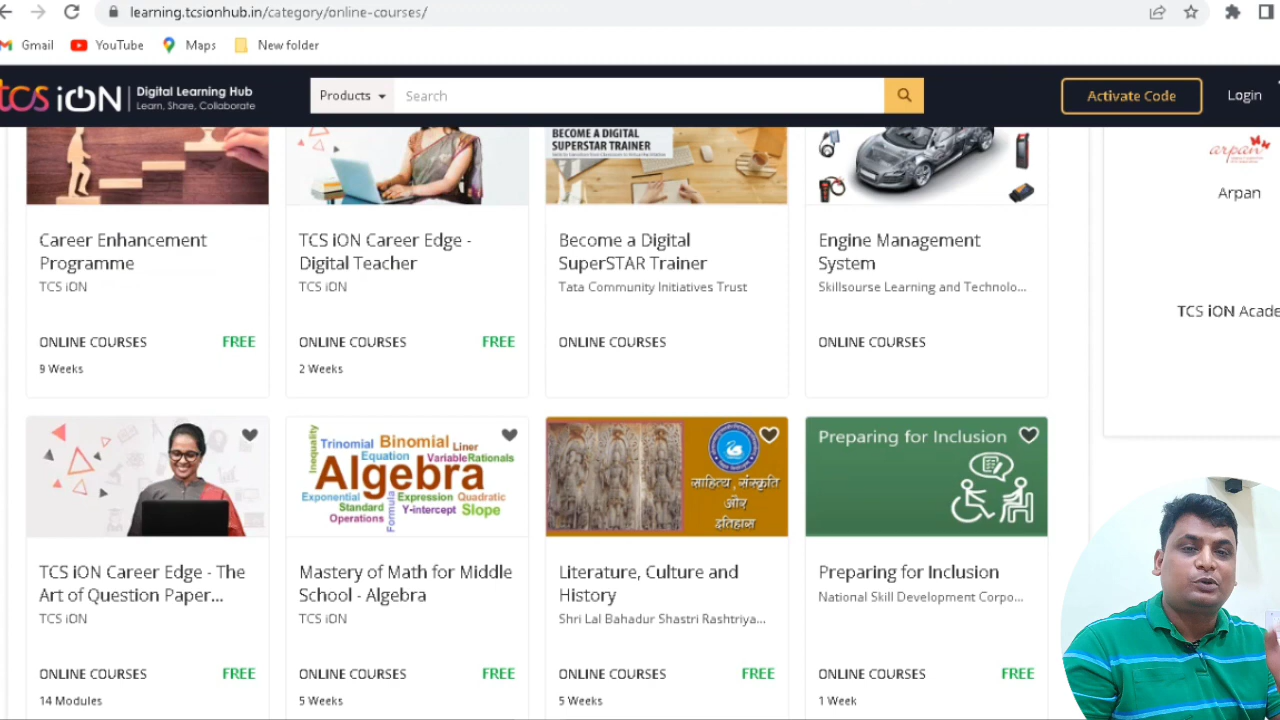 learning.tcsionhub.in/category/online-courses/
Gmail
YouTube
Maps
New folder
tcs iON
Digital Learning Hub
Learn, Share, Collaborate
Products
Search
Activate Code
Login
BECOME A DIGITAL
SUPERSTAR TRAINER
arpan
Arpan
TCS iON Acade
Career Enhancement
Programme
TCS iON
ONLINE COURSES
FREE
9 Weeks
TCS iON Career Edge -
Digital Teacher
TCS iON
ONLINE COURSES
FREE
2 Weeks
Become a Digital
SuperSTAR Trainer
Tata Community Initiatives Trust
ONLINE COURSES
Engine Management
System
Skillsourse Learning and Technolo...
ONLINE COURSES
Inequality
Trinomial Binomial Liner
Equation Variable Rationals
Algebra
Exponential Expression Quadratic
Standard Formula Y-intercept Slope
Operations
साहित्य, संस्कृति
और
इतिहास
Preparing for Inclusion
TCS iON Career Edge - The
Art of Question Paper...
TCS iON
ONLINE COURSES
FREE
14 Modules
Mastery of Math for Middle
School - Algebra
TCS iON
ONLINE COURSES
FREE
5 Weeks
Literature, Culture and
History
Shri Lal Bahadur Shastri Rashtriya...
ONLINE COURSES
FREE
5 Weeks
Preparing for Inclusion
National Skill Development Corpo...
ONLINE COURSES
FREE
1 Week